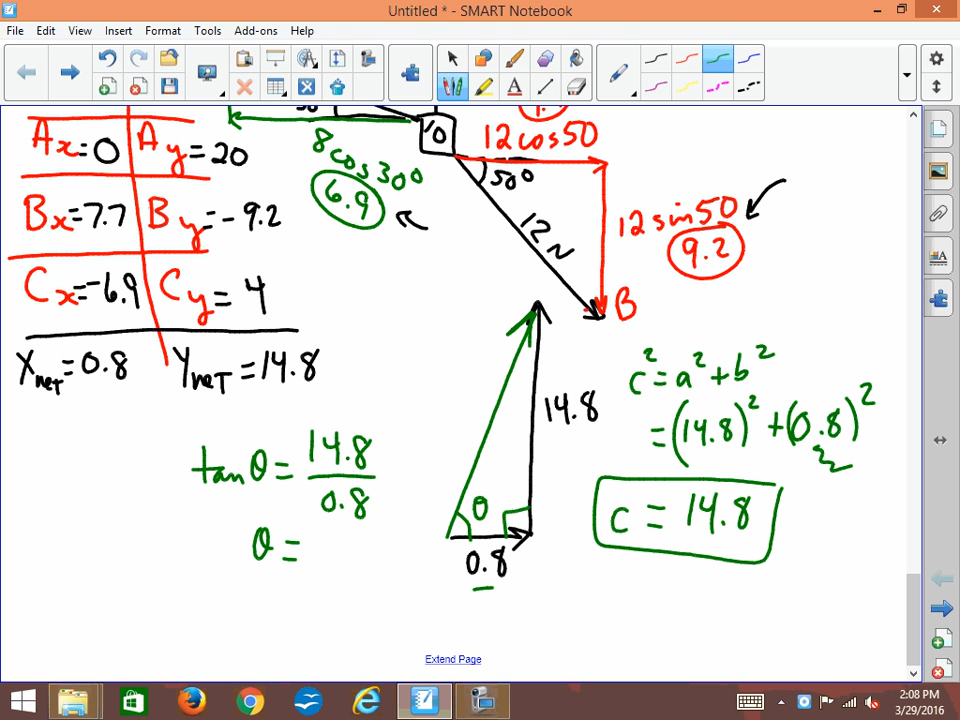 Untitled * - SMART Notebook
File Edit View Insert Format Tools Add-ons Help
Ax=0 Ay=20
Bx=7.7 By=-9.2
Cx=-6.9 Cy=4
Xnet=0.8 Ynet=14.8
8cos30°
6.9
12cos50
50°
12N
12sin50
9.2
B
14.8
θ
0.8
tanθ= 14.8
0.8
θ=
c²=a²+b²
=(14.8)²+(0.8)²
c=14.8
Extend Page
2:08 PM
3/29/2016